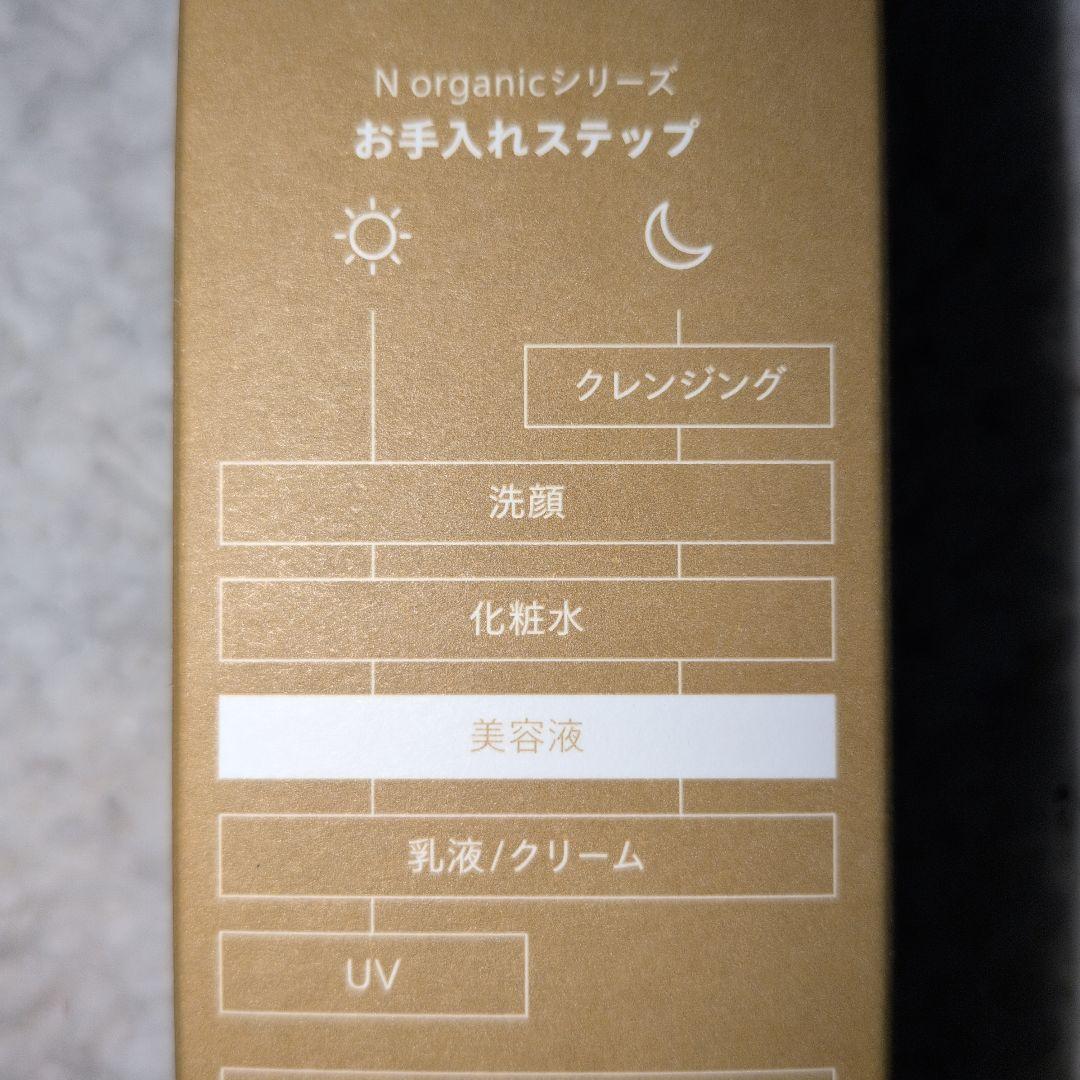 N organicシリーズ
お手入れステップ
クレンジング
洗顔
化粧水
美容液
乳液/クリーム
UV